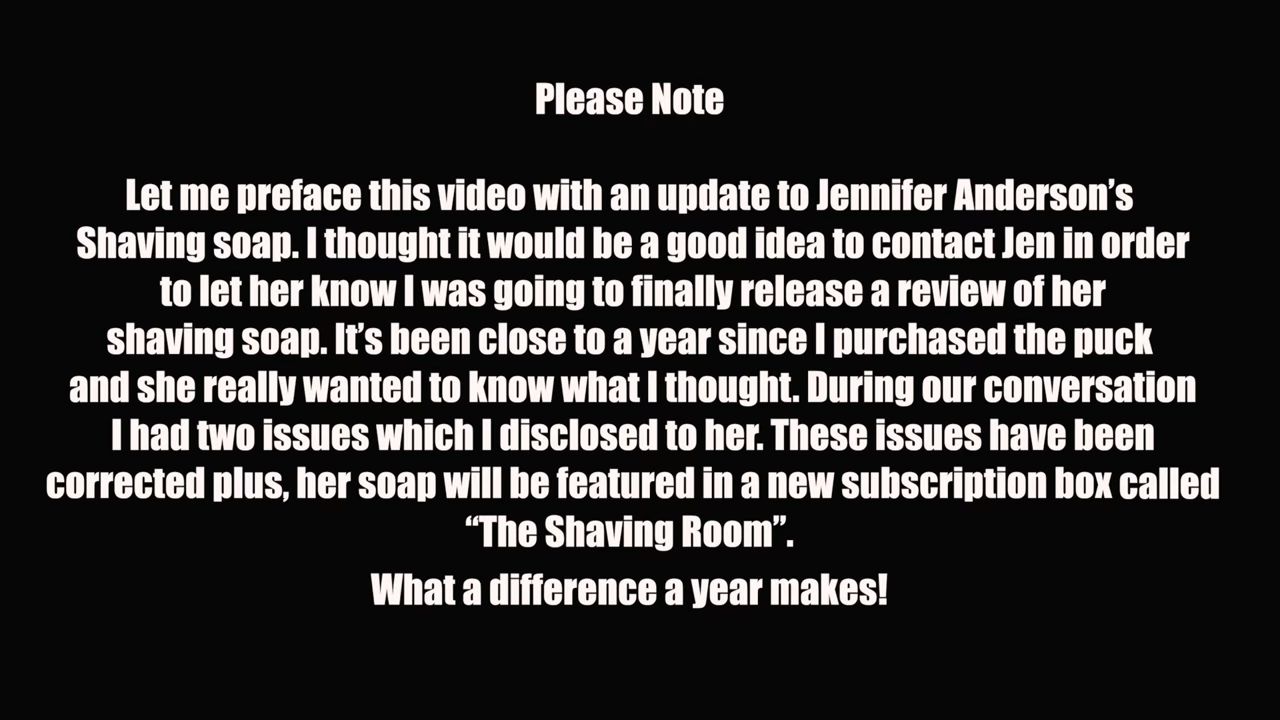 Please Note
Let me preface this video with an update to Jennifer Anderson’s
Shaving soap. I thought it would be a good idea to contact Jen in order
to let her know I was going to finally release a review of her
shaving soap. It’s been close to a year since I purchased the puck
and she really wanted to know what I thought. During our conversation
I had two issues which I disclosed to her. These issues have been
corrected plus, her soap will be featured in a new subscription box called
“The Shaving Room”.
What a difference a year makes!